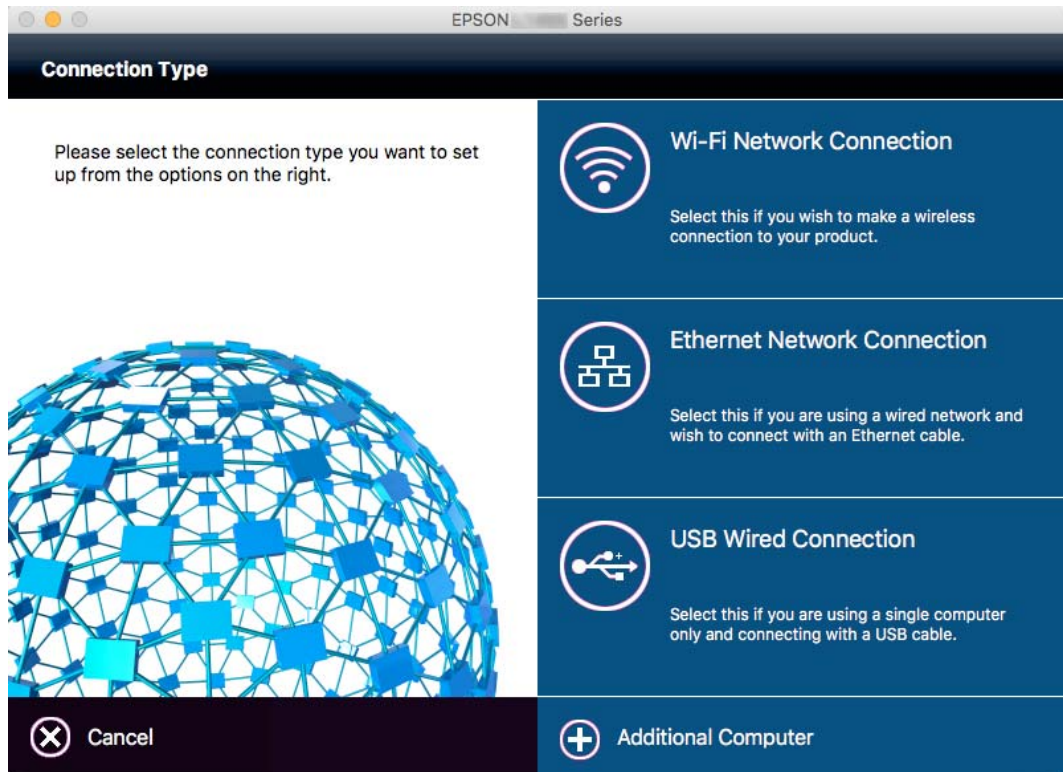 EPSON Series
Connection Type
Please select the connection type you want to set
up from the options on the right.
Wi-Fi Network Connection
Select this if you wish to make a wireless
connection to your product.
Ethernet Network Connection
Select this if you are using a wired network and
wish to connect with an Ethernet cable.
USB Wired Connection
Select this if you are using a single computer
only and connecting with a USB cable.
Cancel
Additional Computer